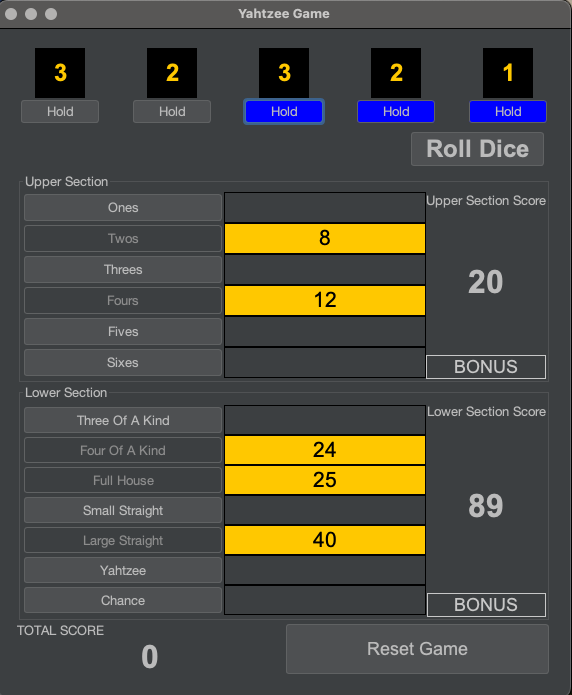 Yahtzee Game
3 2 3 2 1
Hold Hold Hold Hold Hold
Roll Dice
Upper Section
Ones
Upper Section Score
Twos 8
Threes
20
Fours 12
Fives
Sixes
BONUS
Lower Section
Three Of A Kind
Lower Section Score
Four Of A Kind 24
Full House 25
Small Straight
89
Large Straight 40
Yahtzee
Chance
BONUS
TOTAL SCORE
0
Reset Game